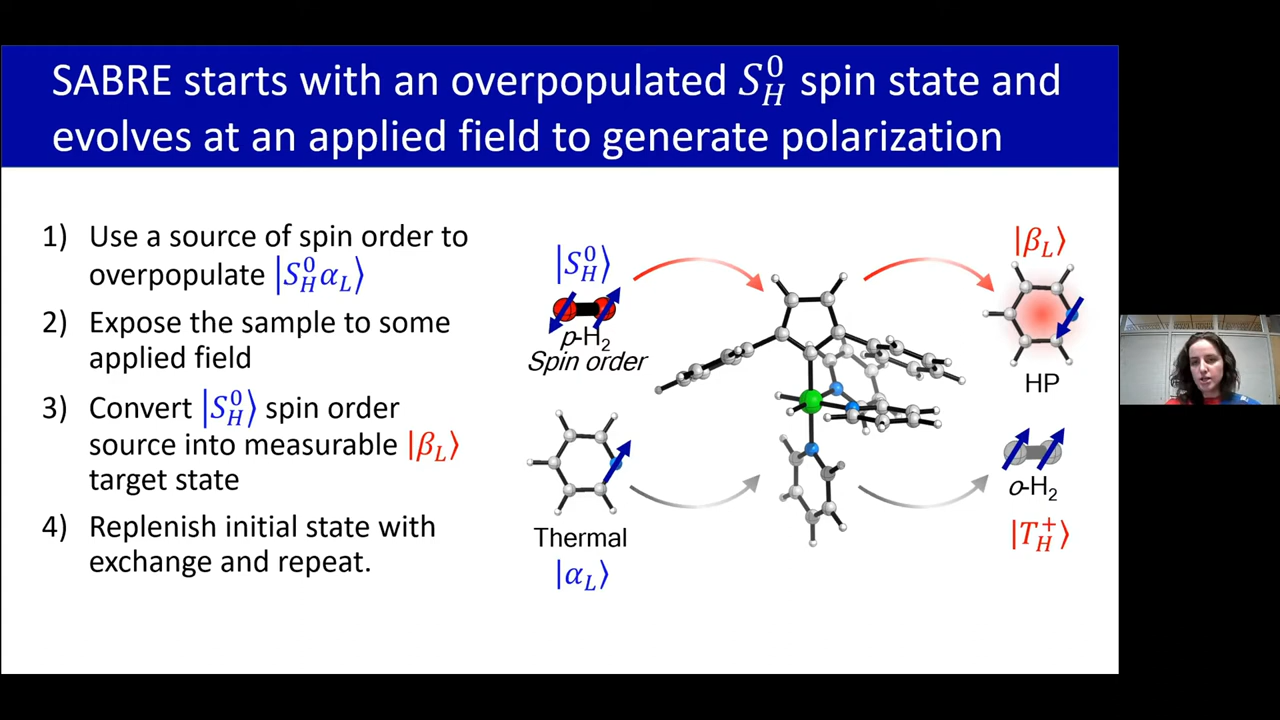 SABRE starts with an overpopulated $S_H^0$ spin state and
evolves at an applied field to generate polarization
1) Use a source of spin order to
overpopulate $|S_H^0 \alpha_L\rangle$
2) Expose the sample to some
applied field
3) Convert $|S_H^0\rangle$ spin order
source into measurable $|\beta_L\rangle$
target state
4) Replenish initial state with
exchange and repeat.
$|S_H^0\rangle$
p-H₂
Spin order
Thermal
$|\alpha_L\rangle$
$|\beta_L\rangle$
HP
o-H₂
$|T_H^+\rangle$